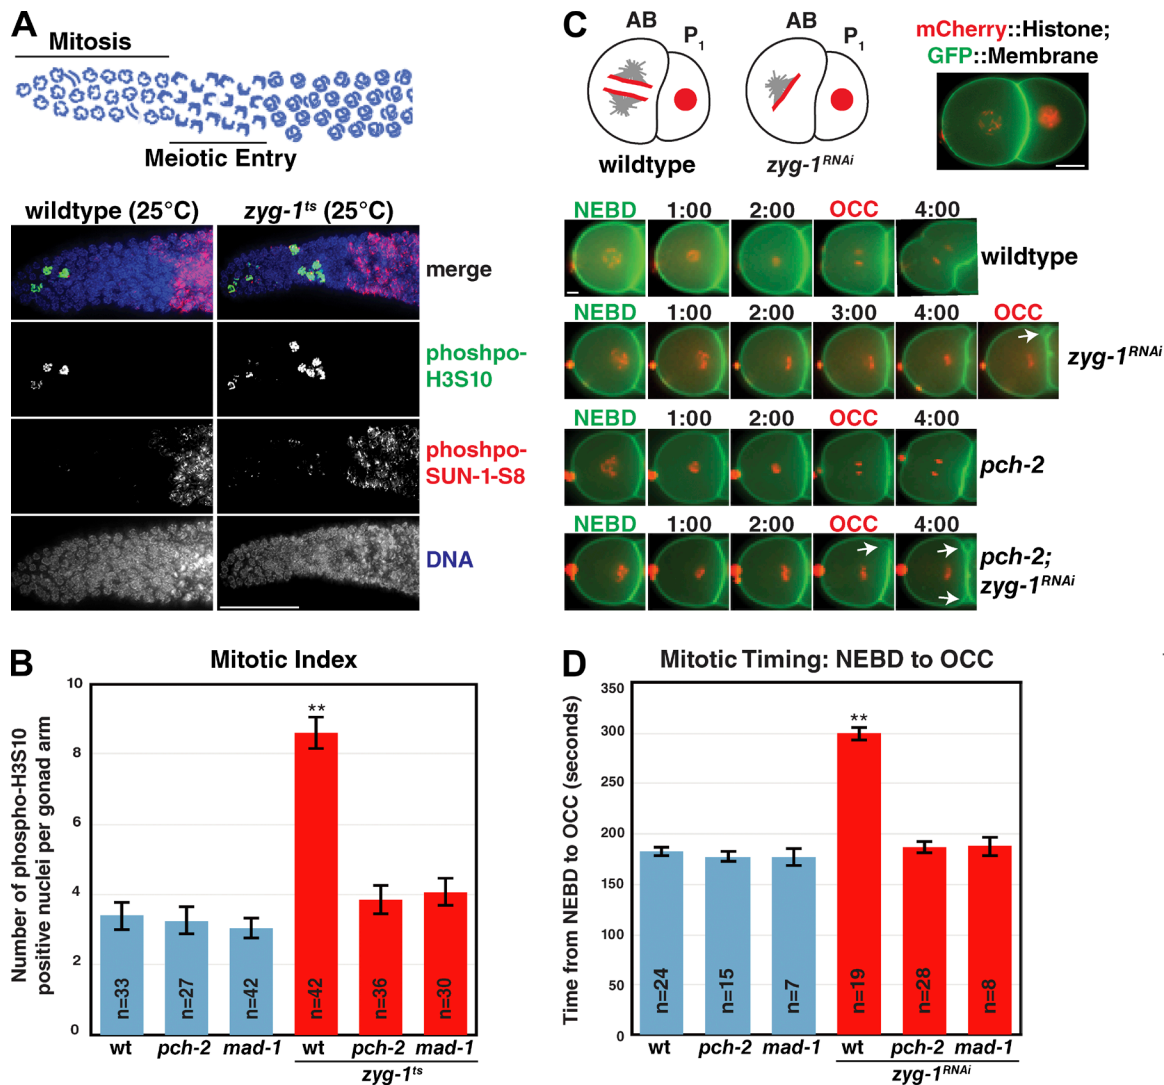 A
Mitosis
Meiotic Entry
wildtype (25°C)
zyg-1ts (25°C)
merge
phoshpo-
H3S10
phoshpo-
SUN-1-S8
DNA
B
Mitotic Index
Number of phospho-H3S10
positive nuclei per gonad arm
10
8
6
4
2
0
**
n=33
n=27
n=42
n=42
n=36
n=30
wt
pch-2
mad-1
wt
pch-2
mad-1
zyg-1ts
C
AB
P1
wildtype
AB
P1
zyg-1RNAi
mCherry::Histone;
GFP::Membrane
NEBD 1:00 2:00 OCC 4:00
wildtype
NEBD 1:00 2:00 3:00 4:00 OCC
zyg-1RNAi
NEBD 1:00 2:00 OCC 4:00
pch-2
NEBD 1:00 2:00 OCC 4:00
pch-2;
zyg-1RNAi
D
Mitotic Timing: NEBD to OCC
Time from NEBD to OCC (seconds)
350
300
250
200
150
100
50
0
**
n=24
n=15
n=7
n=19
n=28
n=8
wt
pch-2
mad-1
wt
pch-2
mad-1
zyg-1RNAi